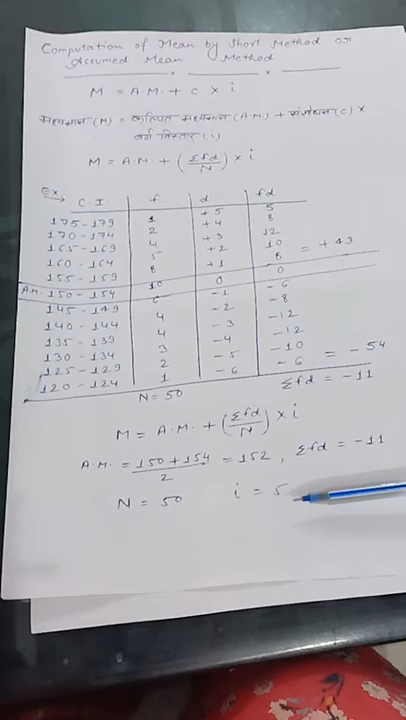 Computation of Mean by Short Method or
Assumed Mean Method
M = A.M. + c × i
मध्यमान (M) = कल्पित मध्यमान (A.M.) + संशोधन (c) ×
वर्ग विस्तार (i)
M = A.M. + (Σfd/N) × i
Ex. C.I f d fd
175-179 1 +5 5
170-174 2 +4 8
165-169 4 +3 12
160-164 5 +2 10 = +43
155-159 8 +1 8
A.M. 150-154 10 0 0
145-149 6 -1 -6
140-144 4 -2 -8
135-139 4 -3 -12
130-134 3 -4 -12
125-129 2 -5 -10 = -54
120-124 1 -6 -6
N = 50 Σfd = -11
M = A.M. + (Σfd/N) × i
A.M. = 150 + 154 / 2 = 152, Σfd = -11
N = 50 i = 5